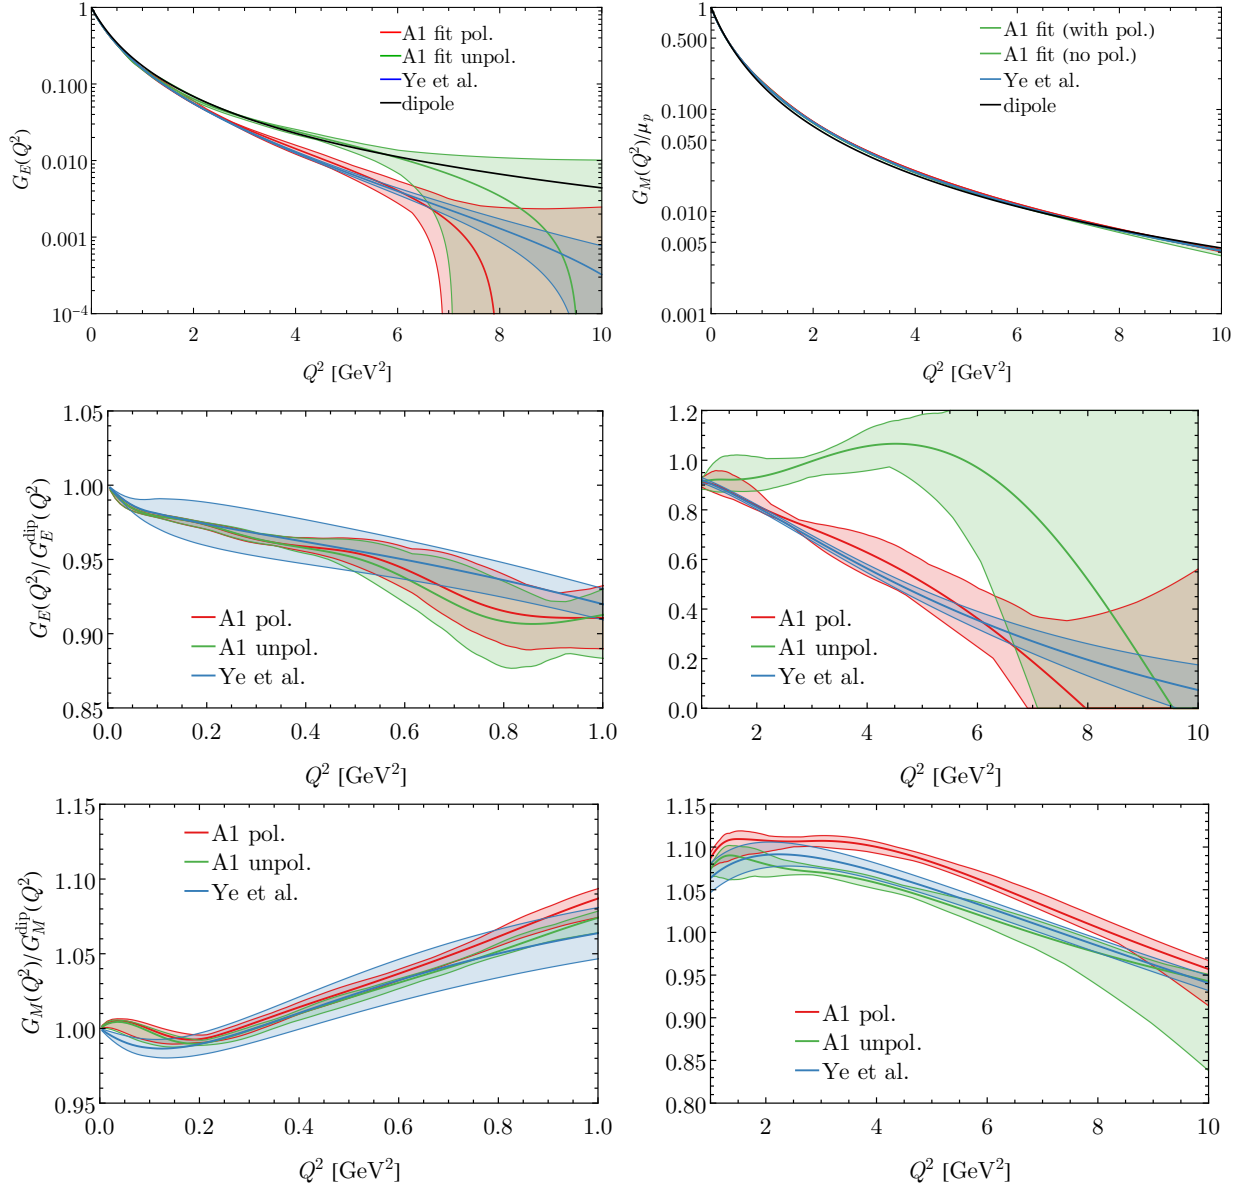 1
0.100
0.010
0.001
10⁻⁴
G_E(Q²)
A1 fit pol.
A1 fit unpol.
Ye et al.
dipole
0 2 4 6 8 10
Q² [GeV²]
1
0.500
0.100
0.050
0.010
0.005
0.001
G_M(Q²)/μ_p
A1 fit (with pol.)
A1 fit (no pol.)
Ye et al.
dipole
0 2 4 6 8 10
Q² [GeV²]
1.05
1.00
0.95
0.90
0.85
G_E(Q²)/G_E^dip(Q²)
A1 pol.
A1 unpol.
Ye et al.
0.0 0.2 0.4 0.6 0.8 1.0
Q² [GeV²]
1.2
1.0
0.8
0.6
0.4
0.2
0.0
A1 pol.
A1 unpol.
Ye et al.
2 4 6 8 10
Q² [GeV²]
1.15
1.10
1.05
1.00
0.95
G_M(Q²)/G_M^dip(Q²)
A1 pol.
A1 unpol.
Ye et al.
0.0 0.2 0.4 0.6 0.8 1.0
Q² [GeV²]
1.15
1.10
1.05
1.00
0.95
0.90
0.85
0.80
A1 pol.
A1 unpol.
Ye et al.
2 4 6 8 10
Q² [GeV²]